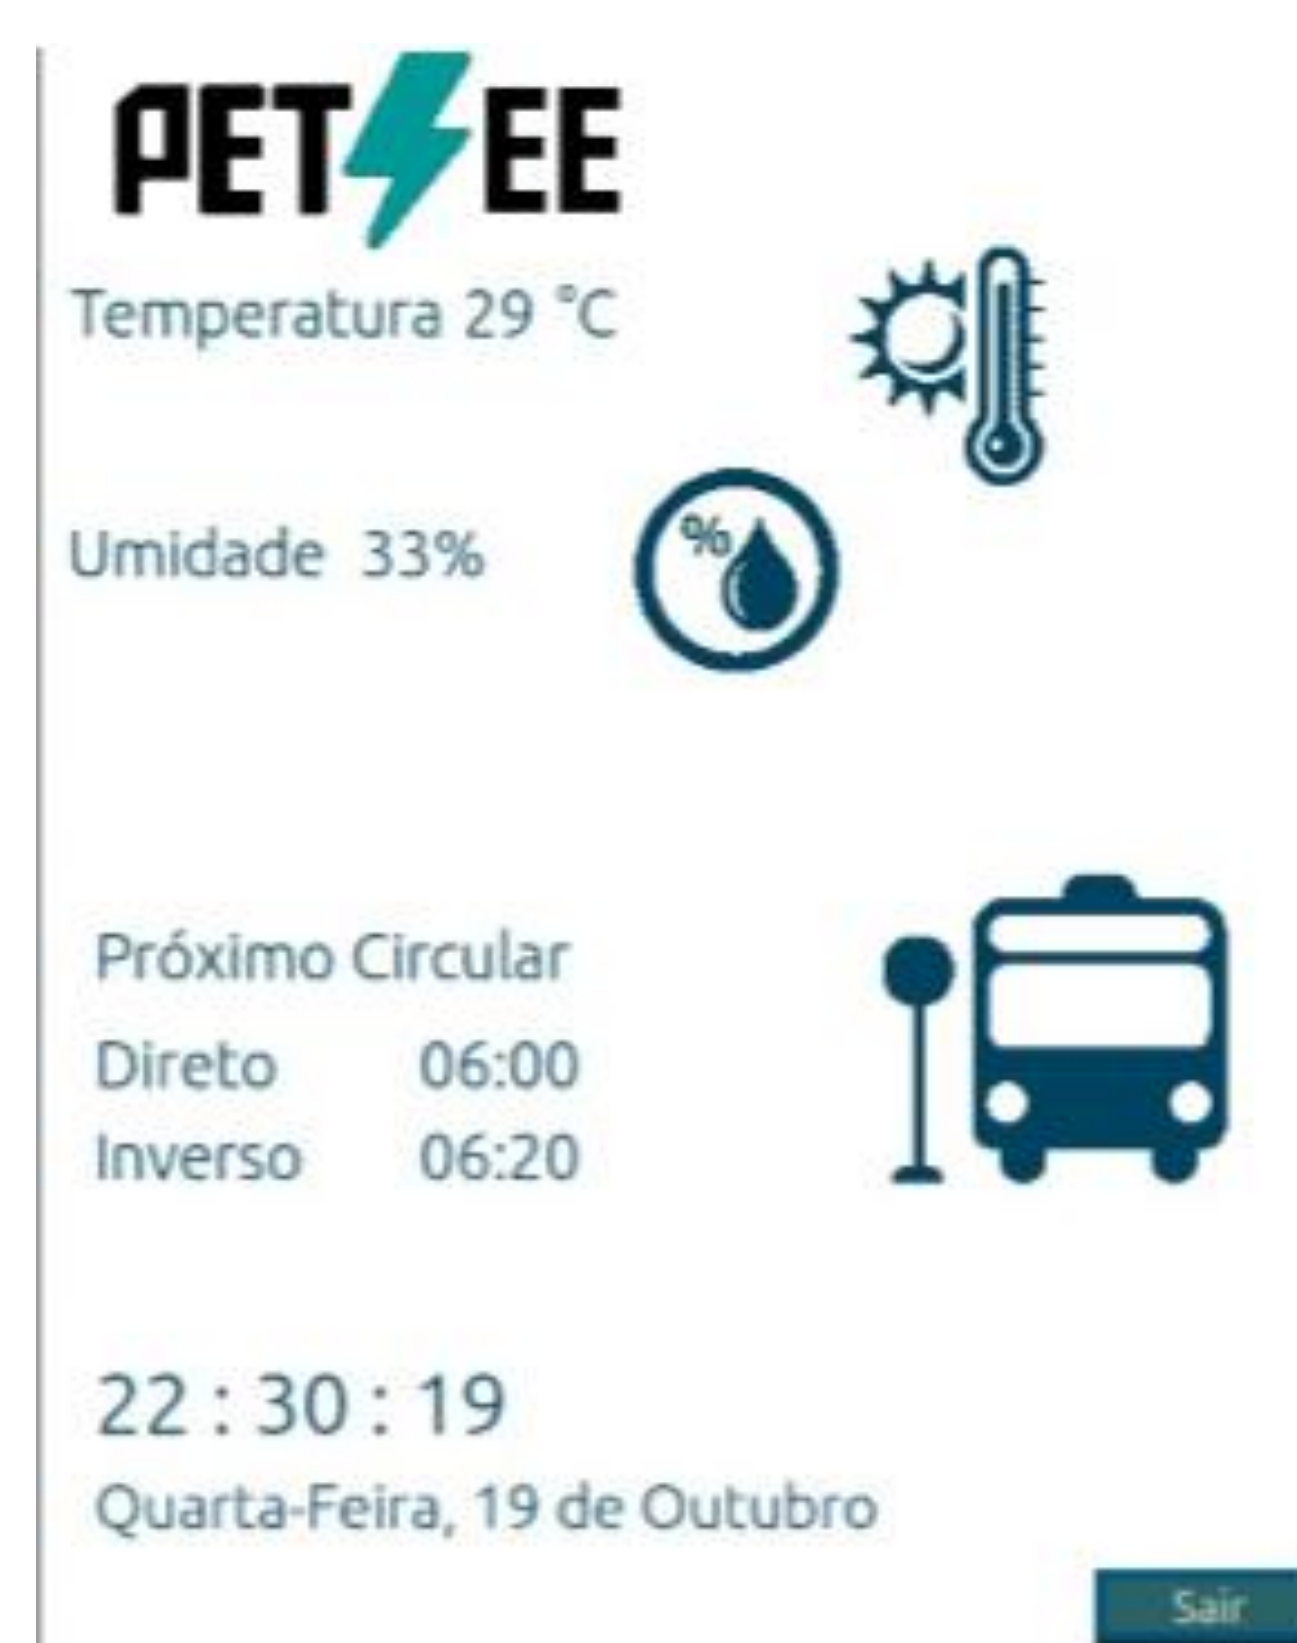 PET EE
Temperatura 29 °C
%
Umidade 33%
Próximo Circular
Direto 06:00
Inverso 06:20
22 : 30 : 19
Quarta-Feira, 19 de Outubro
Sair